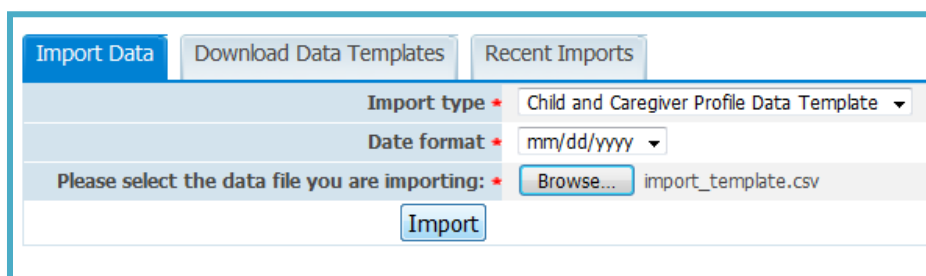 Import Data Download Data Templates Recent Imports
Import type * Child and Caregiver Profile Data Template
Date format * mm/dd/yyyy
Please select the data file you are importing: * Browse... import_template.csv
Import